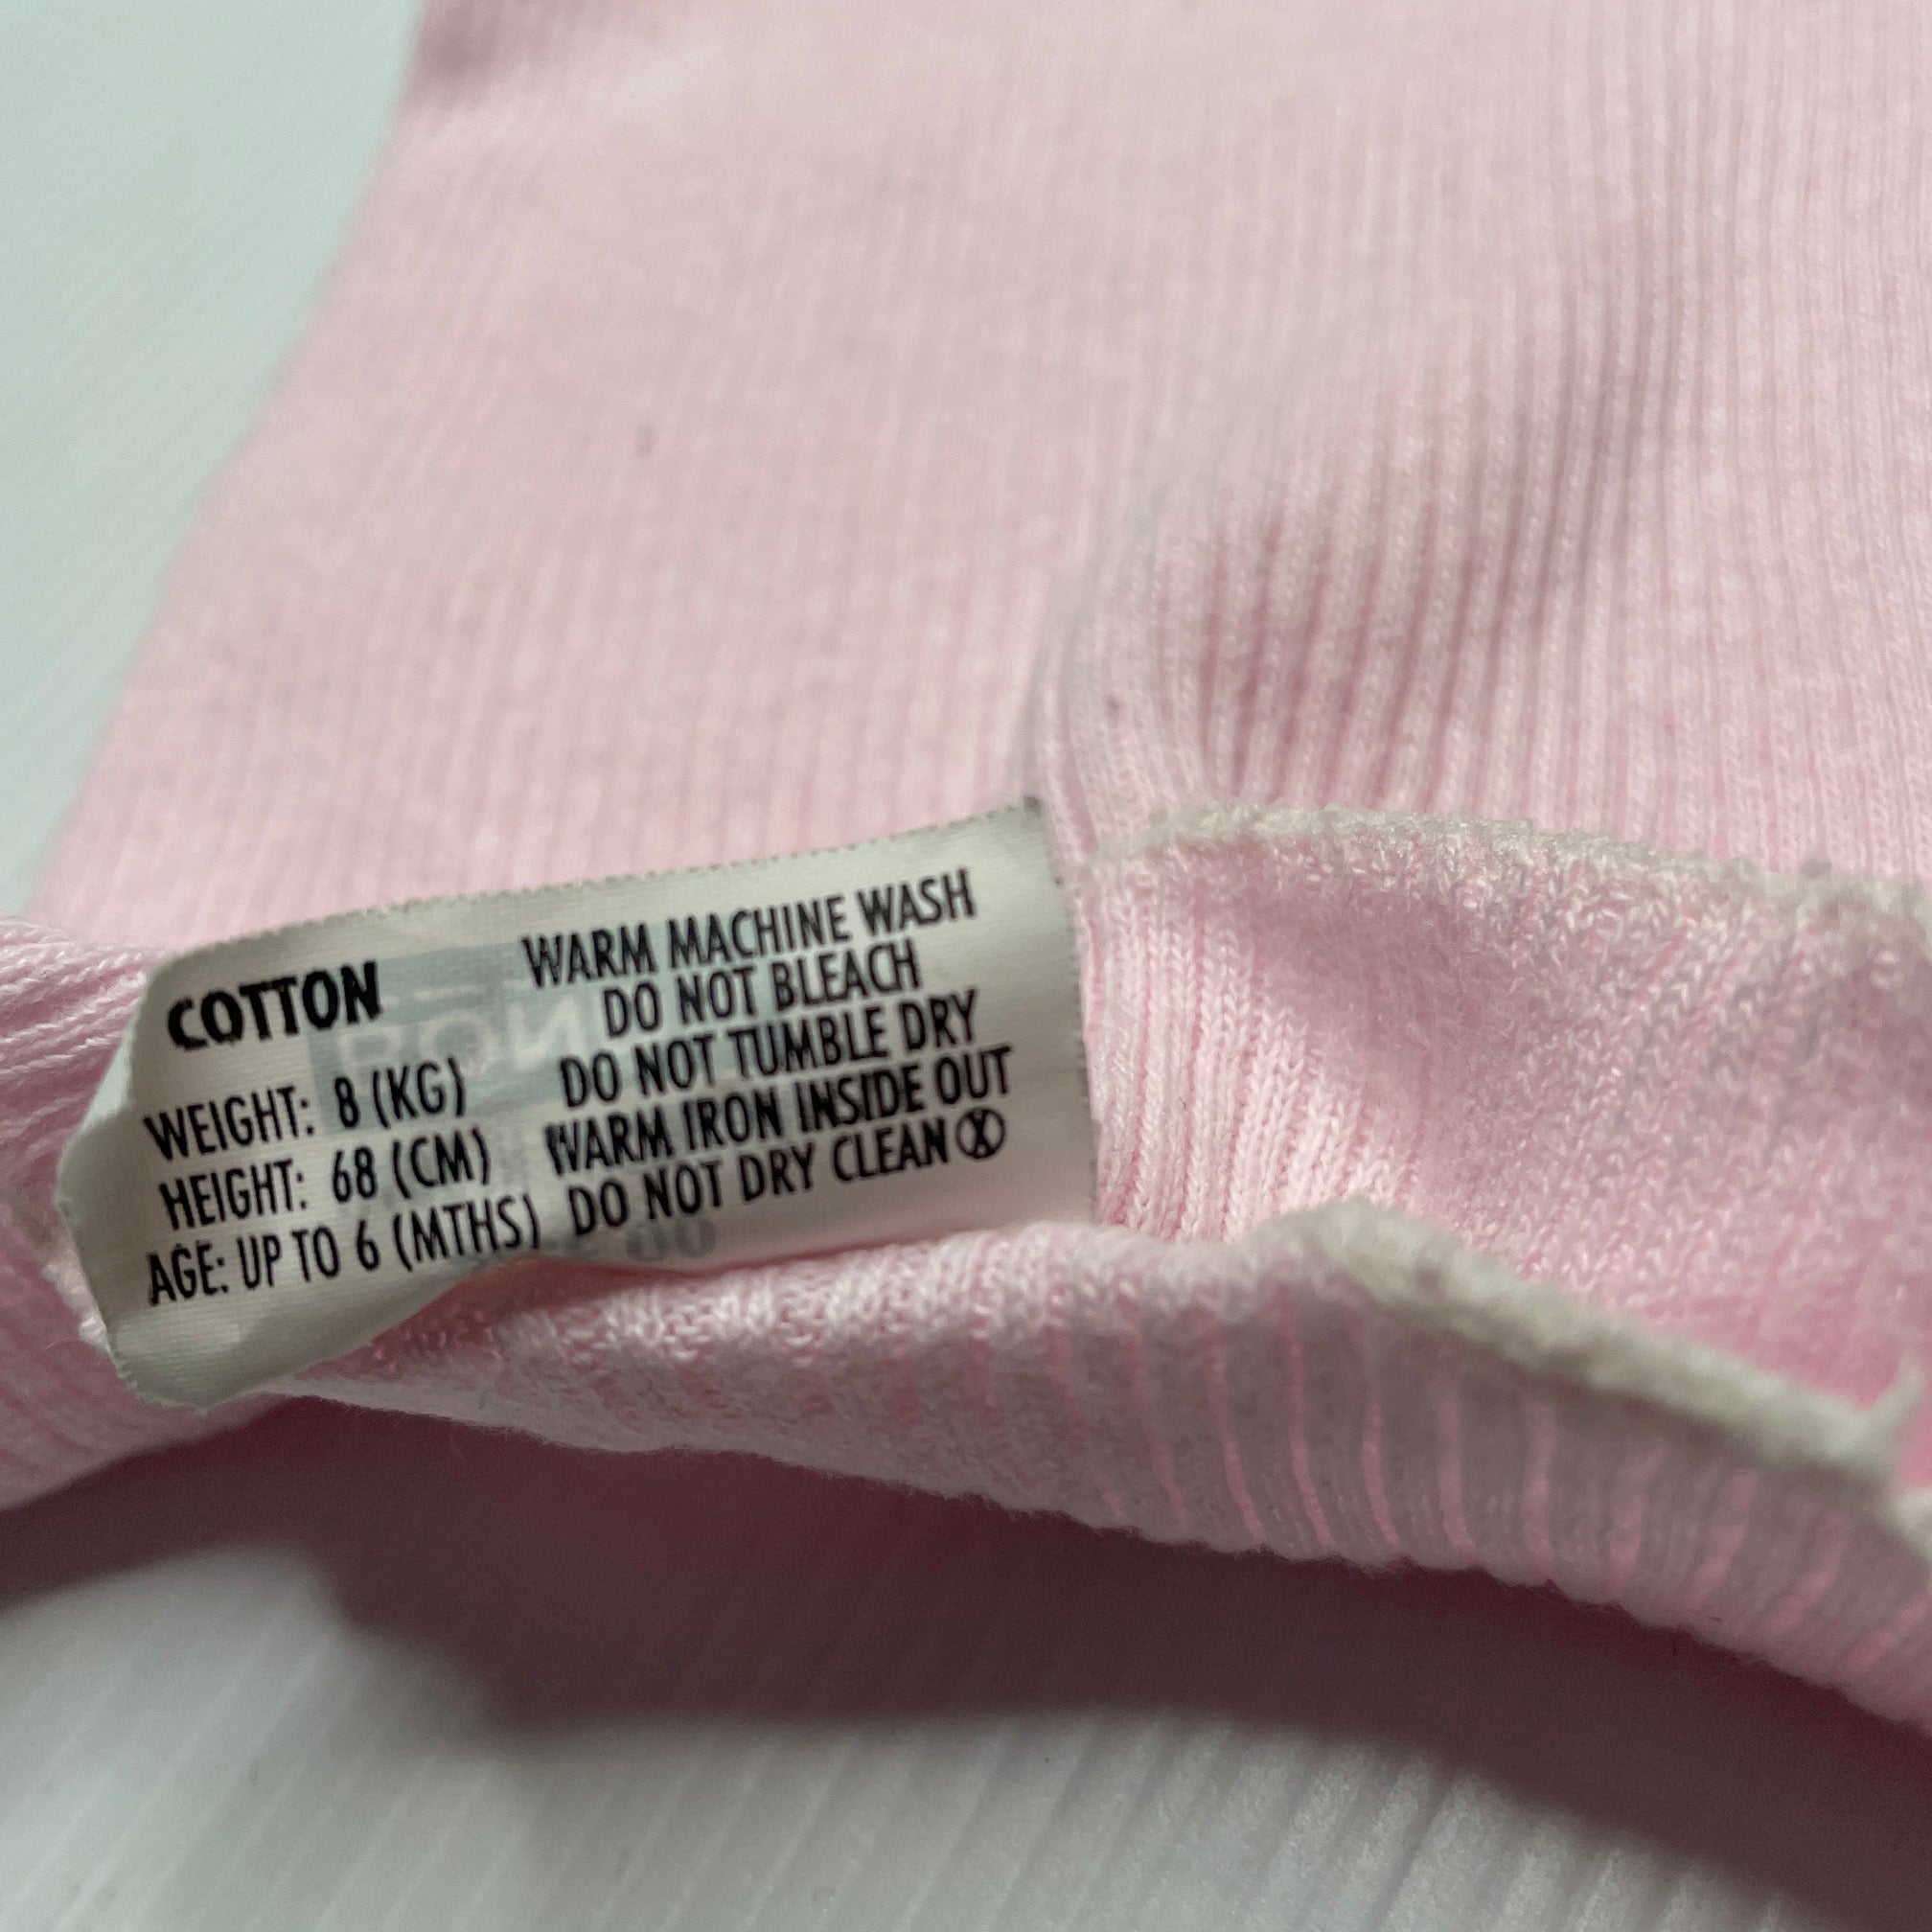 COTTON
WEIGHT: 8 (KG)
HEIGHT: 68 (CM)
AGE: UP TO 6 (MTHS)
WARM MACHINE WASH
DO NOT BLEACH
DO NOT TUMBLE DRY
WARM IRON INSIDE OUT
DO NOT DRY CLEAN Ⓧ
00